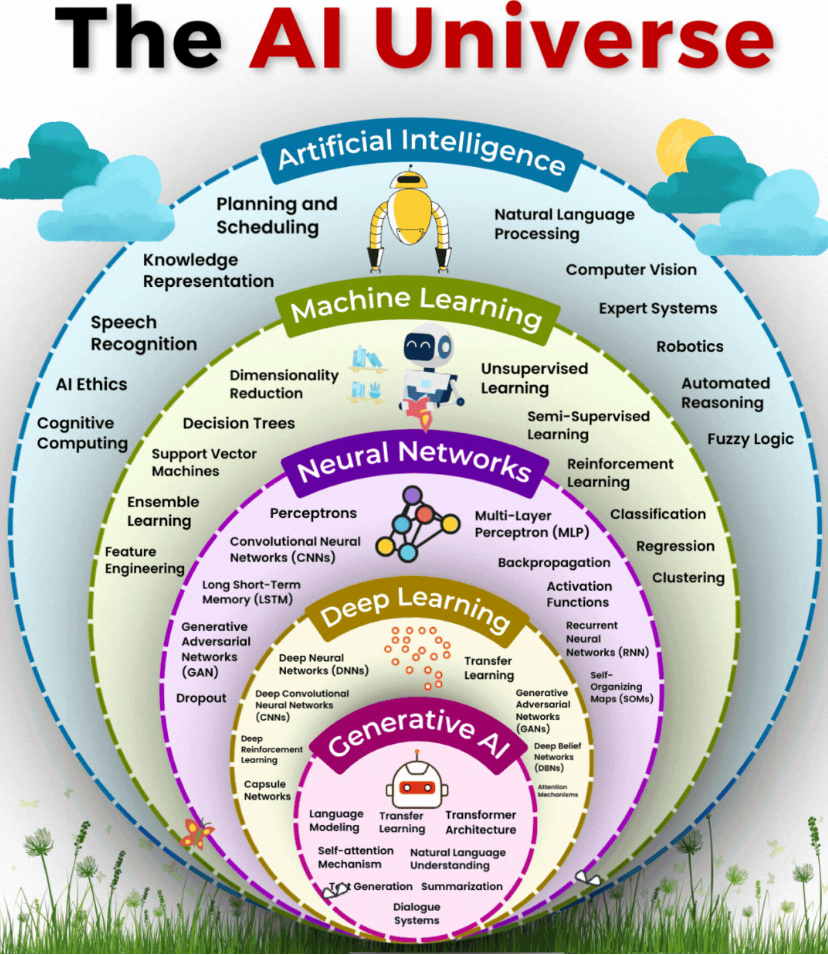 The AI Universe
Artificial Intelligence
Planning and
Scheduling
Natural Language
Processing
Knowledge
Representation
Computer Vision
Expert Systems
Speech
Recognition
Robotics
AI Ethics
Automated
Reasoning
Cognitive
Computing
Fuzzy Logic
Machine Learning
Dimensionality
Reduction
Unsupervised
Learning
Decision Trees
Semi-Supervised
Learning
Support Vector
Machines
Reinforcement
Learning
Ensemble
Learning
Classification
Feature
Engineering
Regression
Clustering
Neural Networks
Perceptrons
Multi-Layer
Perceptron (MLP)
Convolutional Neural
Networks (CNNs)
Backpropagation
Long Short-Term
Memory (LSTM)
Activation
Functions
Generative
Adversarial
Networks
(GAN)
Recurrent
Neural
Networks (RNN)
Dropout
Self-
Organizing
Maps (SOMs)
Deep Learning
Deep Neural
Networks (DNNs)
Transfer
Learning
Deep Convolutional
Neural Networks
(CNNs)
Generative
Adversarial
Networks
(GANs)
Deep
Reinforcement
Learning
Deep Belief
Networks
(DBNs)
Capsule
Networks
Attention
Mechanisms
Generative AI
Language
Modeling
Transfer
Learning
Transformer
Architecture
Self-attention
Mechanism
Natural Language
Understanding
Text Generation
Summarization
Dialogue
Systems